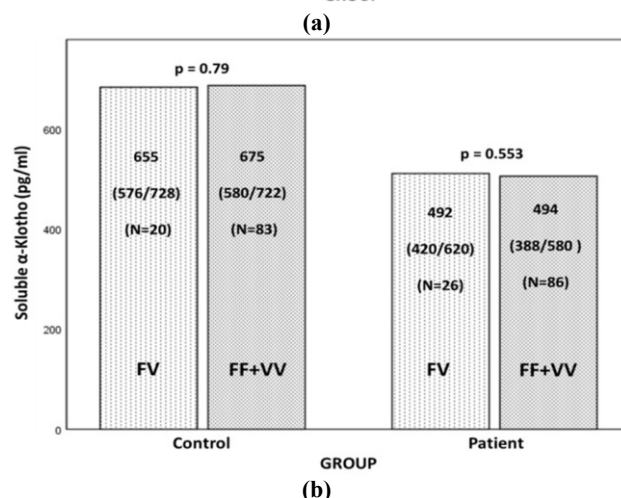 (a)
p = 0.79
p = 0.553
Soluble α-Klotho (pg/ml)
600
400
200
0
655
(576/728)
(N=20)
FV
675
(580/722)
(N=83)
FF+VV
492
(420/620)
(N=26)
FV
494
(388/580 )
(N=86)
FF+VV
Control
Patient
GROUP
(b)